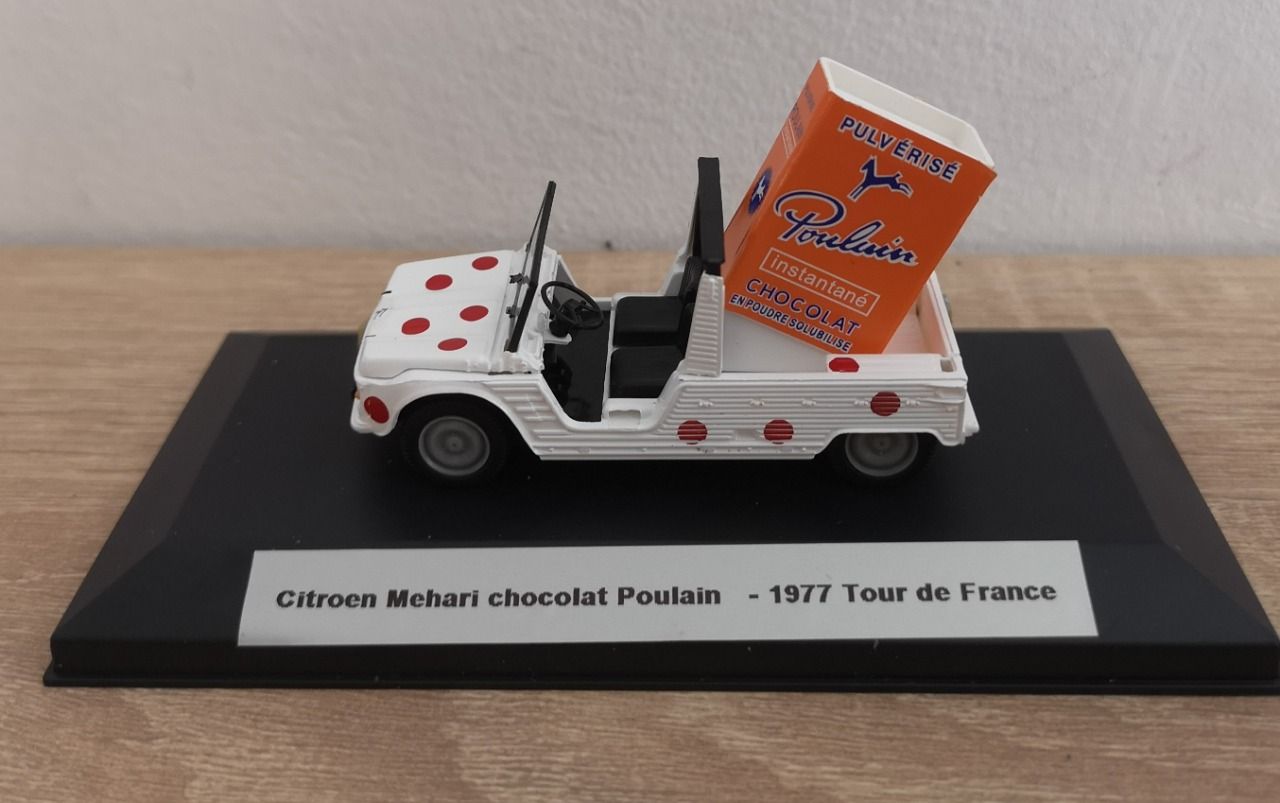 PULVÉRISÉ
Poulain
instantané
CHOCOLAT
EN POUDRE SOLUBILISE
Citroen Mehari chocolat Poulain - 1977 Tour de France